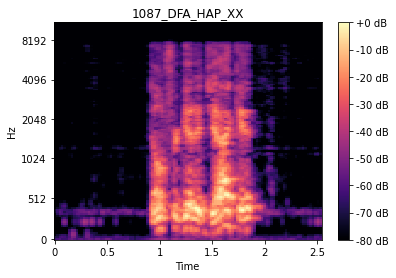 1087_DFA_HAP_XX
+0 dB
8192
-10 dB
4096
-20 dB
-30 dB
2048
Hz
-40 dB
1024
-50 dB
-60 dB
512
-70 dB
0
-80 dB
0 0.5 1 1.5 2 2.5
Time